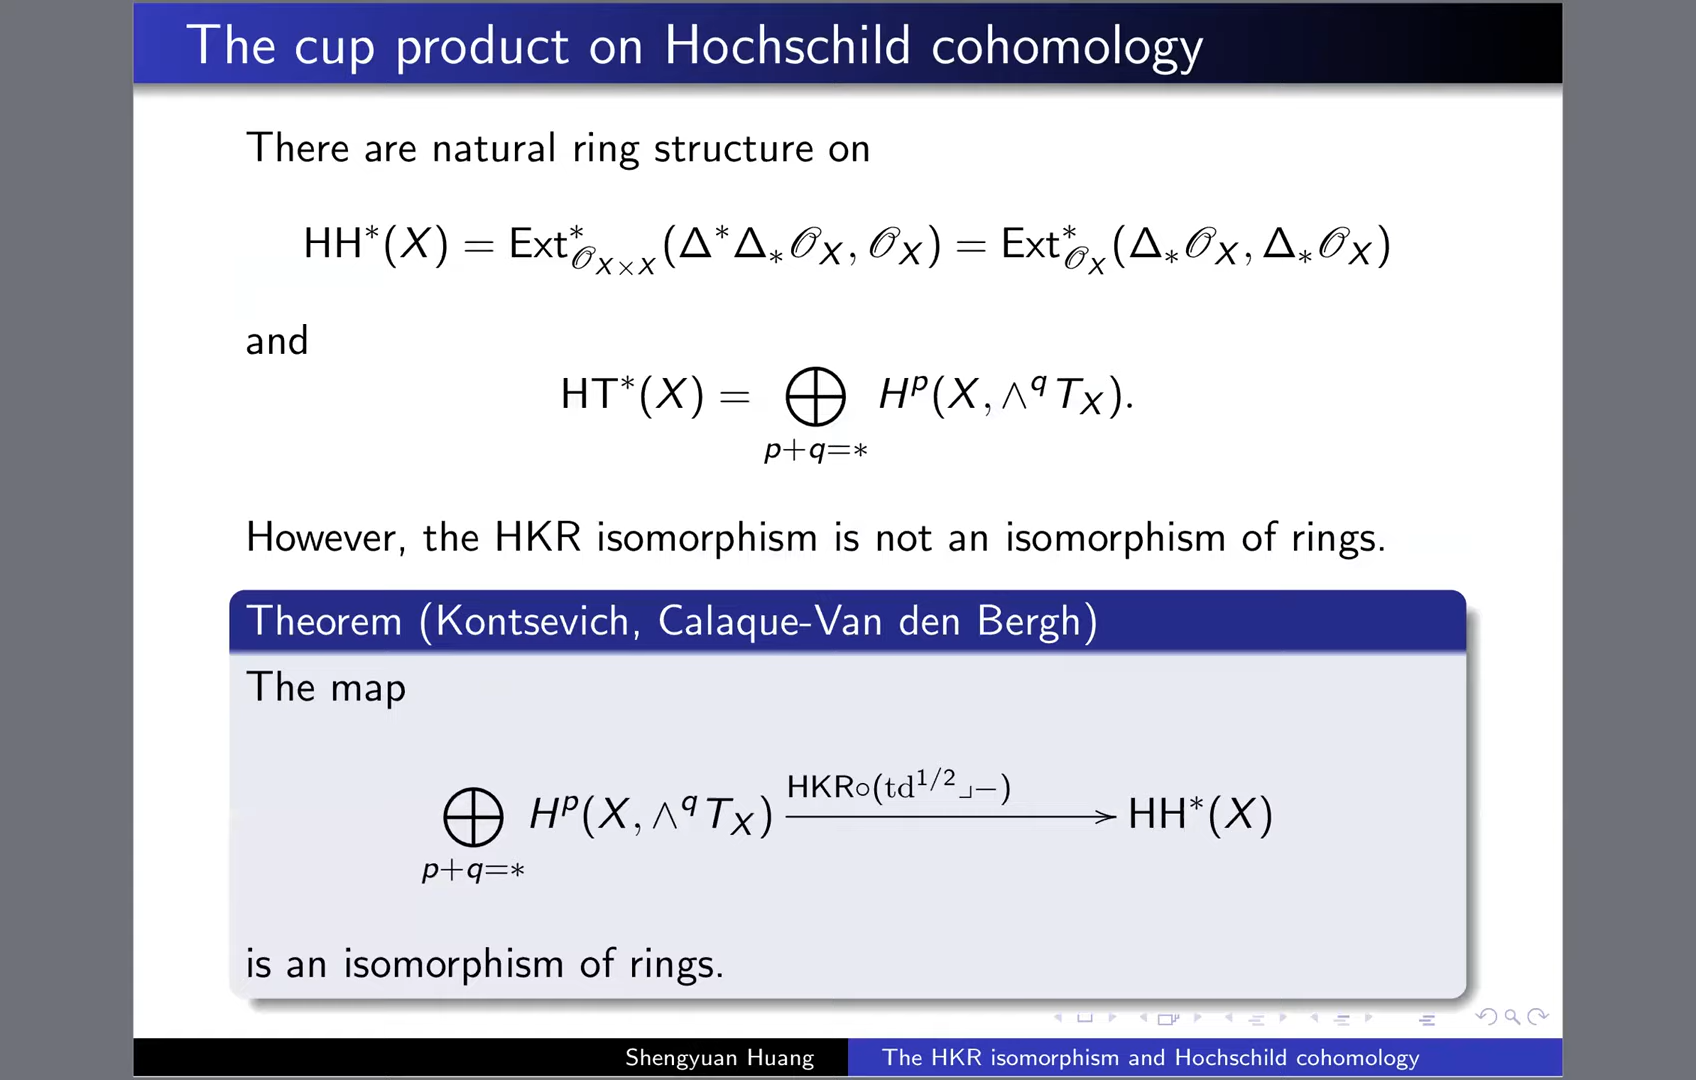 The cup product on Hochschild cohomology
There are natural ring structure on
HH*(X) = Ext*_{𝒪_{X×X}}(Δ*Δ_*𝒪_X, 𝒪_X) = Ext*_{𝒪_X}(Δ_*𝒪_X, Δ_*𝒪_X)
and
HT*(X) = ⨁_{p+q=*} H^p(X, ∧^q T_X).
However, the HKR isomorphism is not an isomorphism of rings.
Theorem (Kontsevich, Calaque-Van den Bergh)
The map
⨁_{p+q=*} H^p(X, ∧^q T_X) \xrightarrow{HKR∘(td^{1/2}⌟−)} HH*(X)
is an isomorphism of rings.
Shengyuan Huang
The HKR isomorphism and Hochschild cohomology